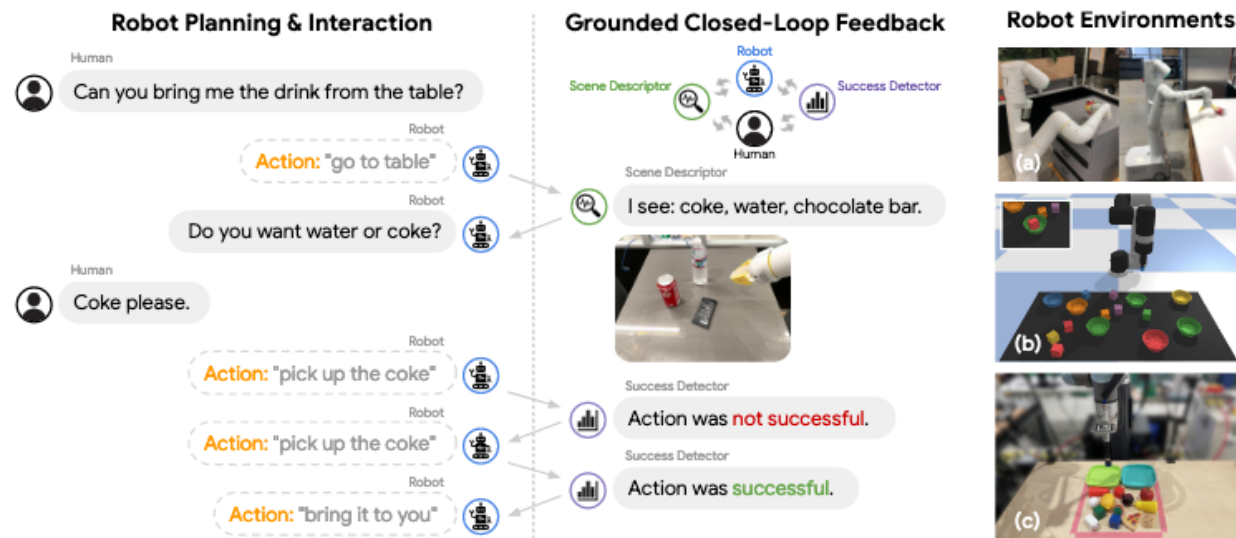 Robot Planning & Interaction
Human
Can you bring me the drink from the table?
Robot
Action: "go to table"
Robot
Do you want water or coke?
Human
Coke please.
Robot
Action: "pick up the coke"
Robot
Action: "pick up the coke"
Robot
Action: "bring it to you"
Grounded Closed-Loop Feedback
Robot
Scene Descriptor
Success Detector
Human
Scene Descriptor
I see: coke, water, chocolate bar.
Success Detector
Action was not successful.
Success Detector
Action was successful.
Robot Environments
(a)
(b)
(c)